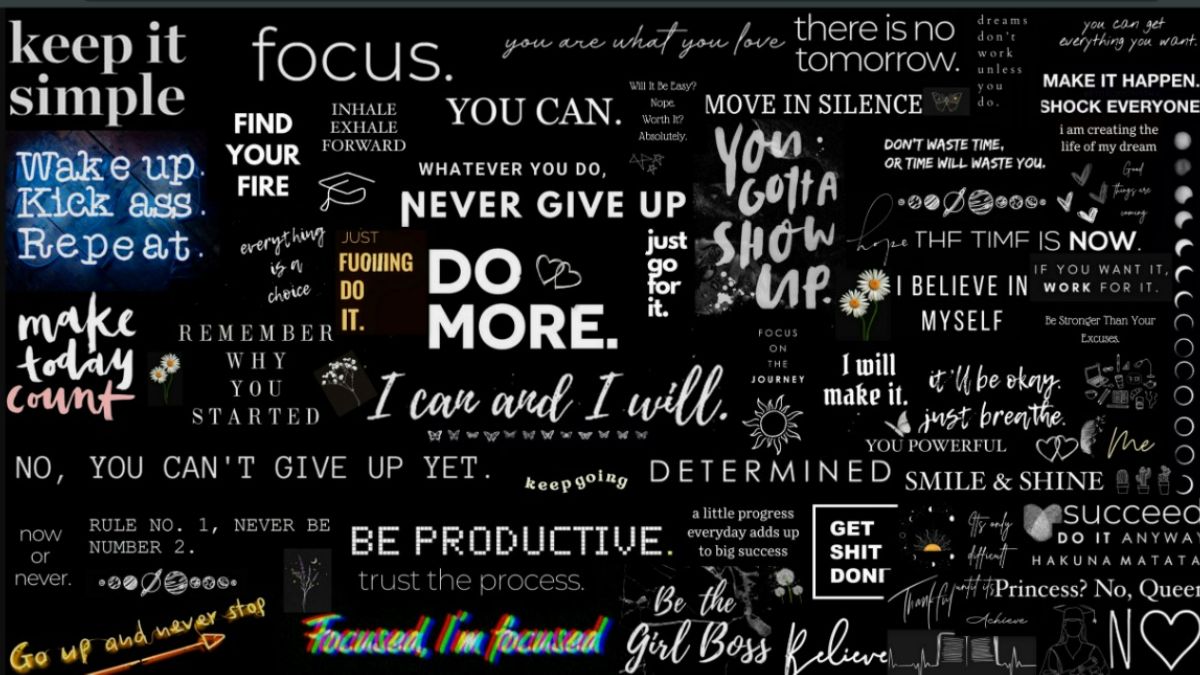 keep it
simple
focus.
you are what you love
there is no
tomorrow.
dreams
don't
work
unless
you
do.
you can get
everything you want.
MAKE IT HAPPEN
SHOCK EVERYONE
FIND
YOUR
FIRE
INHALE
EXHALE
FORWARD
YOU CAN.
Will It Be Easy?
Nope.
Worth It?
Absolutely.
MOVE IN SILENCE
i am creating the
life of my dream
Wake up.
Kick ass.
Repeat.
WHATEVER YOU DO,
NEVER GIVE UP
You
GOTTA
SHOW
UP.
DON'T WASTE TIME,
OR TIME WILL WASTE YOU.
Good
things are
coming
everything
is a
choice
JUST
DO
IT.
DO
MORE.
just
go
for
it.
hope
THE TIME IS NOW.
I BELIEVE IN
MYSELF
IF YOU WANT IT,
WORK FOR IT.
Be Stronger Than Your
Excuses.
make
today
count
REMEMBER
WHY
YOU
STARTED
I can and I will.
FOCUS
ON
THE
JOURNEY
I will
make it.
it'll be okay.
just breathe.
YOU POWERFUL
Me
NO, YOU CAN'T GIVE UP YET.
keep going
DETERMINED
SMILE & SHINE
now
or
never.
RULE NO. 1, NEVER BE
NUMBER 2.
BE PRODUCTIVE.
trust the process.
a little progress
everyday adds up
to big success
GET
SHIT
DONE
It's only
difficult
until it's
succeed
DO IT ANYWA
HAKUNA MATATA
Thankful
Princess? No, Queen
Achieve
Go up and never stop
Focused, I'm focused
Be the
Girl Boss
Believe
N